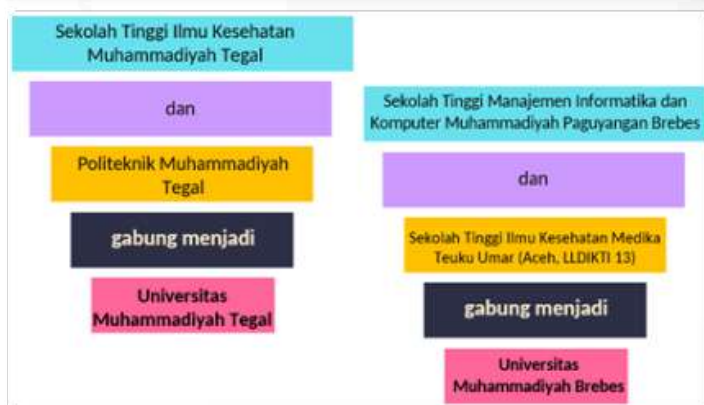 Sekolah Tinggi Ilmu Kesehatan
Muhammadiyah Tegal
dan
Politeknik Muhammadiyah
Tegal
gabung menjadi
Universitas
Muhammadiyah Tegal
Sekolah Tinggi Manajemen Informatika dan
Komputer Muhammadiyah Paguyangan Brebes
dan
Sekolah Tinggi Ilmu Kesehatan Medika
Teuku Umar (Aceh, LLDIKTI 13)
gabung menjadi
Universitas
Muhammadiyah Brebes